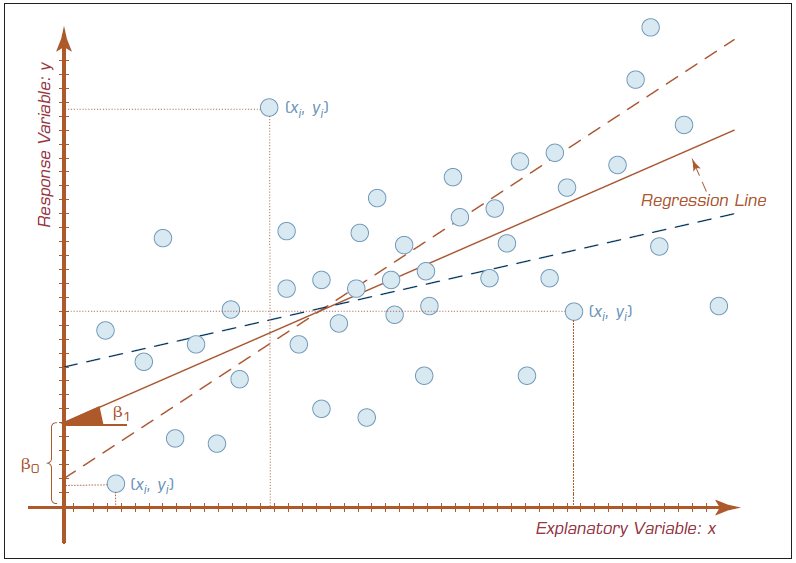 Response Variable: y
(xᵢ, yᵢ)
Regression Line
(xᵢ, yᵢ)
β₁
β₀
(xᵢ, yᵢ)
Explanatory Variable: x